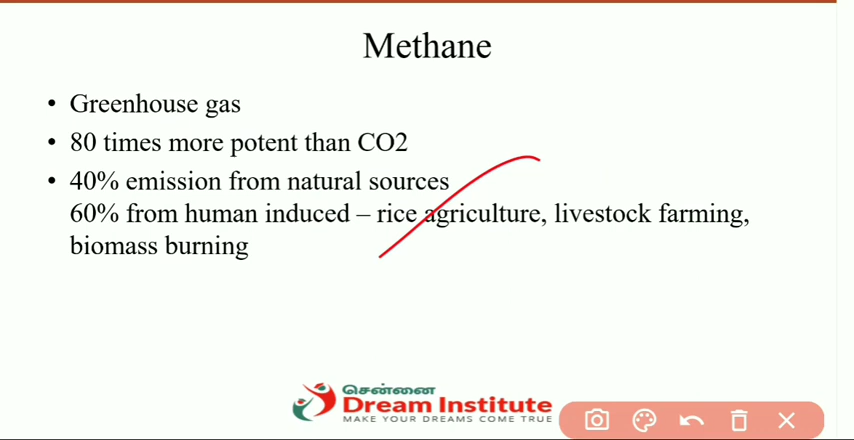 Methane
• Greenhouse gas
• 80 times more potent than CO2
• 40% emission from natural sources
60% from human induced – rice agriculture, livestock farming,
biomass burning
சென்னை
Dream Institute
MAKE YOUR DREAMS COME TRUE